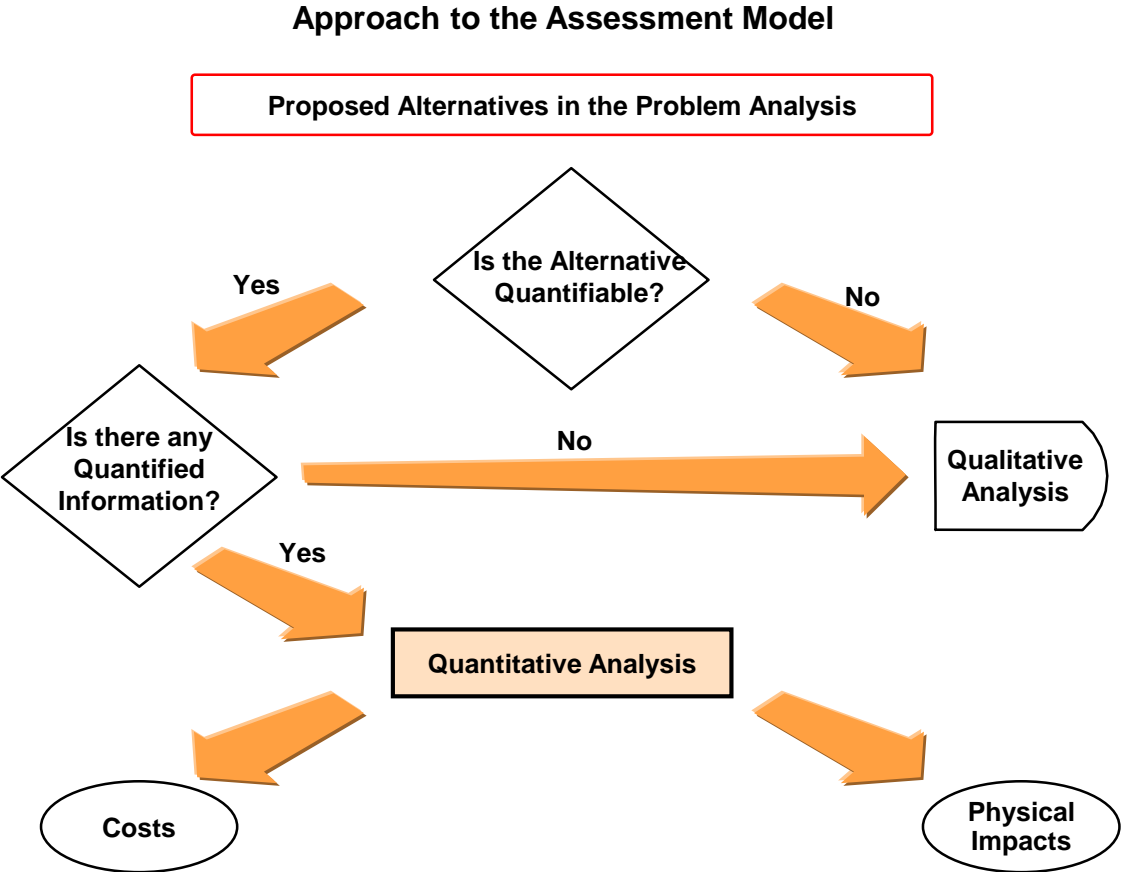 Approach to the Assessment Model
Proposed Alternatives in the Problem Analysis
Is the Alternative
Quantifiable?
Yes
No
Is there any
Quantified
Information?
No
Qualitative
Analysis
Yes
Quantitative Analysis
Costs
Physical
Impacts